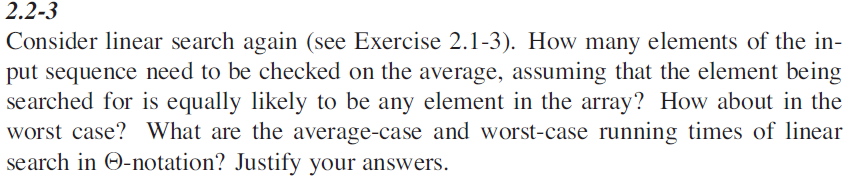 2.2-3
Consider linear search again (see Exercise 2.1-3). How many elements of the in-
put sequence need to be checked on the average, assuming that the element being
searched for is equally likely to be any element in the array? How about in the
worst case? What are the average-case and worst-case running times of linear
search in Θ-notation? Justify your answers.